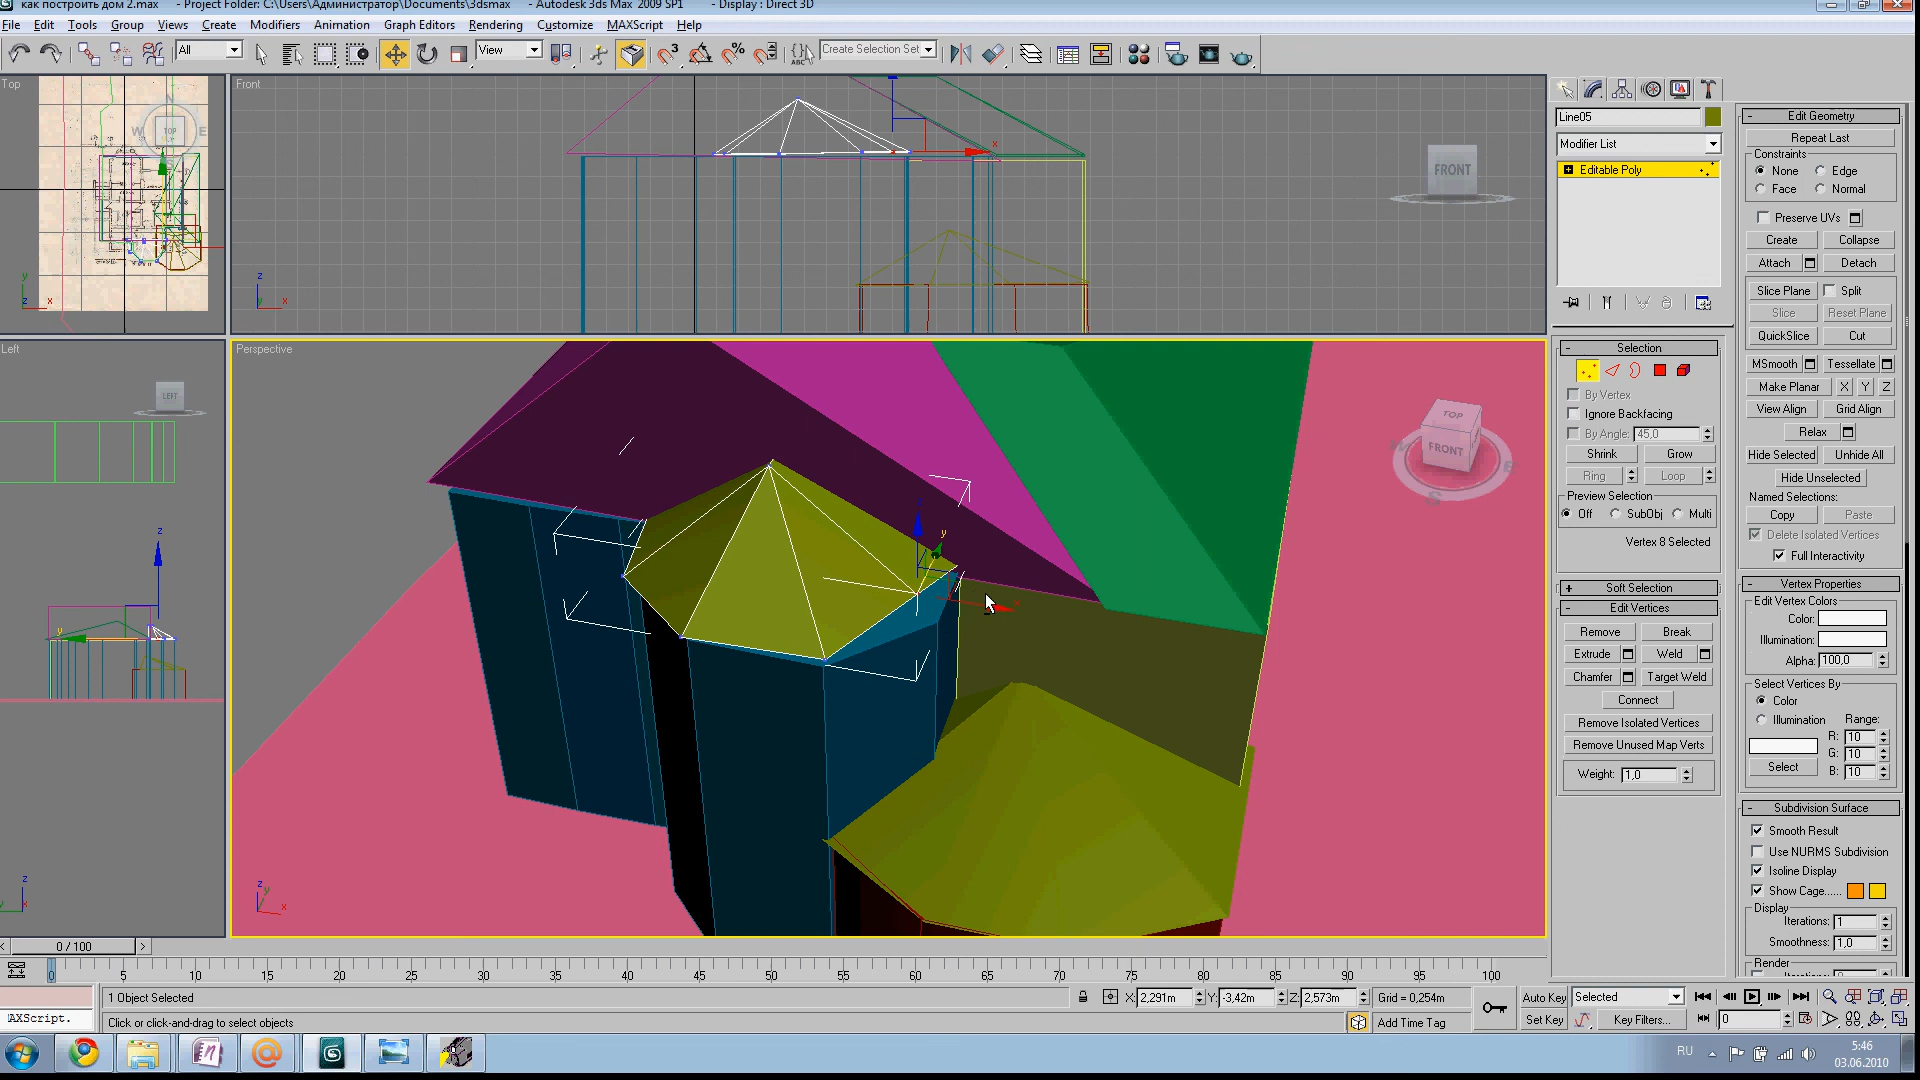 как построить дом 2.max - Project Folder: C:\Users\Администратор\Documents\3dsmax - Autodesk 3ds Max 2009 SP1 - Display : Direct 3D
File Edit Tools Group Views Create Modifiers Animation Graph Editors Rendering Customize MAXScript Help
All View Create Selection Set
Top
N
W TOP E
y
z x
Front
x
FRONT
z
y x
Left
LEFT
z
y
z
y
Perspective
y
x
TOP
FRONT
W E
S
z
y
x
Line05
Modifier List
Editable Poly
Selection
By Vertex
Ignore Backfacing
By Angle: 45,0
Shrink Grow
Ring Loop
Preview Selection
Off SubObj Multi
Vertex 8 Selected
Soft Selection
Edit Vertices
Remove Break
Extrude Weld
Chamfer Target Weld
Connect
Remove Isolated Vertices
Remove Unused Map Verts
Weight: 1,0
Edit Geometry
Repeat Last
Constraints
None Edge
Face Normal
Preserve UVs
Create Collapse
Attach Detach
Slice Plane Split
Slice Reset Plane
QuickSlice Cut
MSmooth Tessellate
Make Planar X Y Z
View Align Grid Align
Relax
Hide Selected Unhide All
Hide Unselected
Named Selections:
Copy Paste
Delete Isolated Vertices
Full Interactivity
Vertex Properties
Edit Vertex Colors
Color:
Illumination:
Alpha: 100,0
Select Vertices By
Color
Illumination Range:
R: 10
G: 10
Select B: 10
Subdivision Surface
Smooth Result
Use NURMS Subdivision
Isoline Display
Show Cage......
Display
Iterations: 1
Smoothness: 1,0
Render
0 / 100
0 5 10 15 20 25 30 35 40 45 50 55 60 65 70 75 80 85 90 95 100
1 Object Selected X: 2,291m Y: -3,42m Z: 2,573m Grid = 0,254m Auto Key Selected
AXScript. Click or click-and-drag to select objects Add Time Tag Set Key Key Filters... 0
RU 5:46
03.06.2010